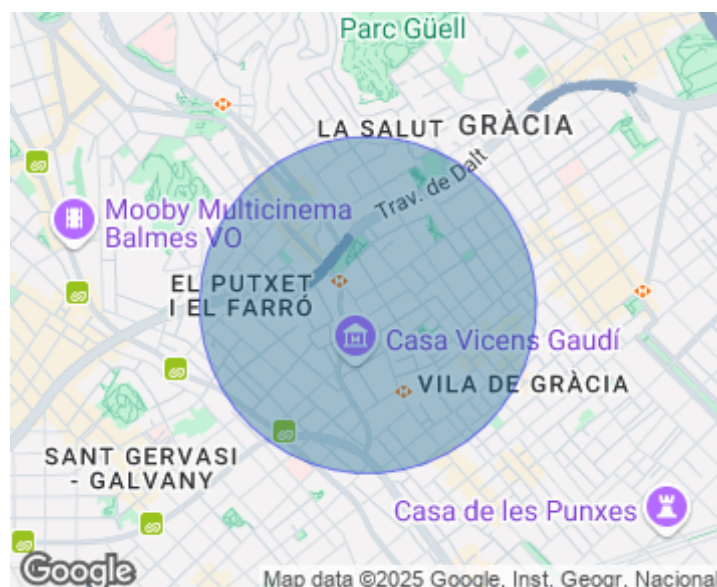 Parc Güell
LA SALUT
GRÀCIA
Trav. de Dalt
Mooby Multicinema
Balmes VO
EL PUTXET
I EL FARRÓ
Casa Vicens Gaudí
VILA DE GRÀCIA
SANT GERVASI
- GALVANY
Casa de les Punxes
Google
Map data ©2025 Google, Inst. Geogr. Nacional